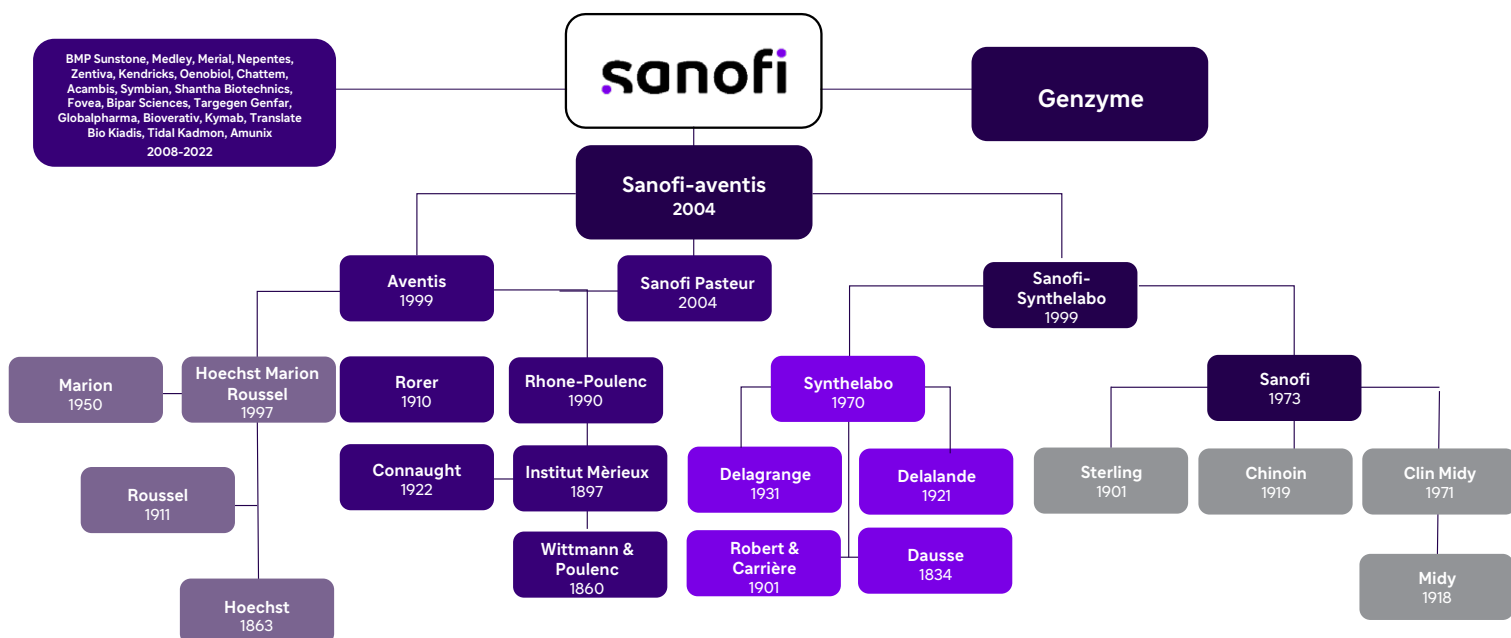 BMP Sunstone, Medley, Merial, Nepentes,
Zentiva, Kendricks, Oenobiol, Chattem,
Acambis, Symbian, Shantha Biotechnics,
Fovea, Bipar Sciences, Targegen Genfar,
Globalpharma, Bioverativ, Kymab, Translate
Bio Kiadis, Tidal Kadmon, Amunix
2008-2022
sanofi
Genzyme
Sanofi-aventis
2004
Aventis
1999
Sanofi Pasteur
2004
Sanofi-
Synthelabo
1999
Marion
1950
Hoechst Marion
Roussel
1997
Rorer
1910
Rhone-Poulenc
1990
Synthelabo
1970
Sanofi
1973
Roussel
1911
Connaught
1922
Institut Mèrieux
1897
Delagrange
1931
Delalande
1921
Sterling
1901
Chinoin
1919
Clin Midy
1971
Hoechst
1863
Wittmann &
Poulenc
1860
Robert &
Carrière
1901
Dausse
1834
Midy
1918